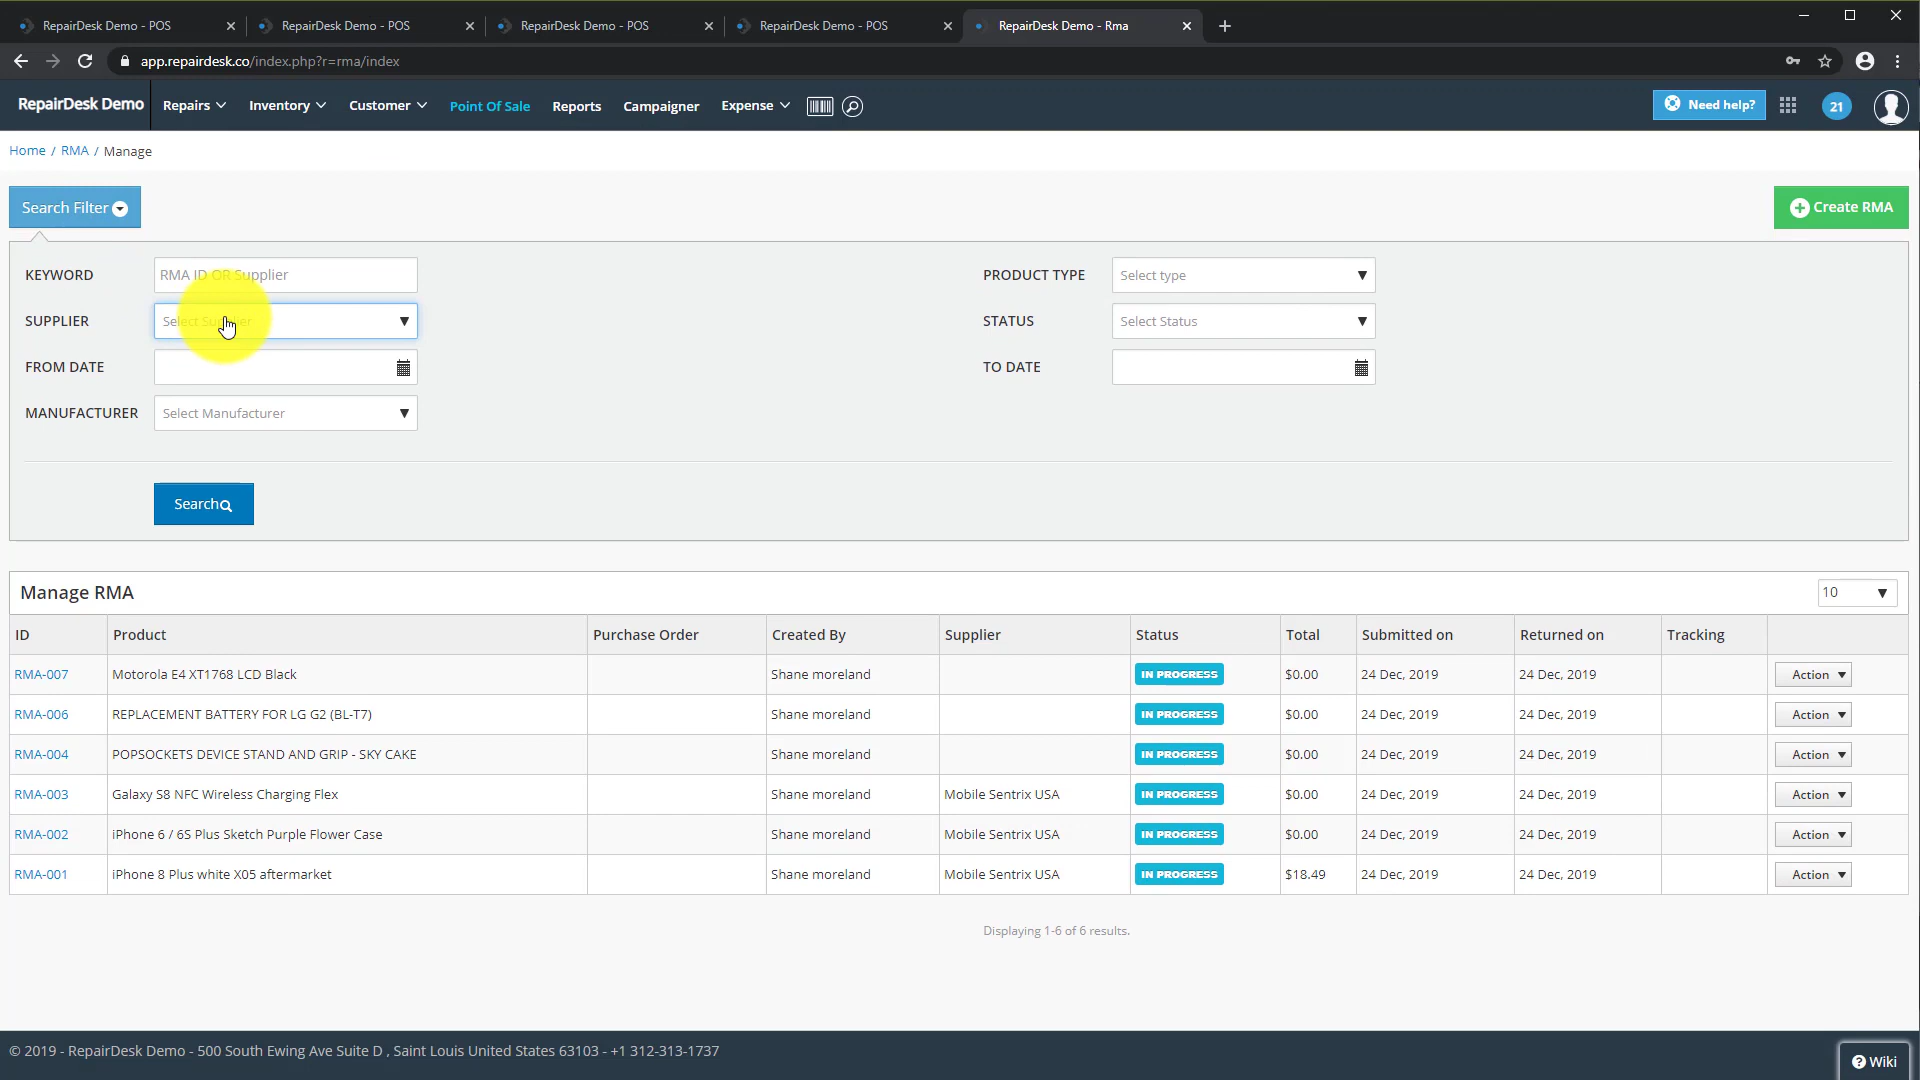 RepairDesk Demo - POS
RepairDesk Demo - POS
RepairDesk Demo - POS
RepairDesk Demo - POS
RepairDesk Demo - Rma
app.repairdesk.co/index.php?r=rma/index
RepairDesk Demo Repairs Inventory Customer Point Of Sale Reports Campaigner Expense Need help? 21
Home / RMA / Manage
Search Filter Create RMA
KEYWORD RMA ID OR Supplier PRODUCT TYPE Select type
SUPPLIER Select Supplier STATUS Select Status
FROM DATE TO DATE
MANUFACTURER Select Manufacturer
Search
Manage RMA 10
ID Product Purchase Order Created By Supplier Status Total Submitted on Returned on Tracking
RMA-007 Motorola E4 XT1768 LCD Black Shane moreland IN PROGRESS $0.00 24 Dec, 2019 24 Dec, 2019 Action
RMA-006 REPLACEMENT BATTERY FOR LG G2 (BL-T7) Shane moreland IN PROGRESS $0.00 24 Dec, 2019 24 Dec, 2019 Action
RMA-004 POPSOCKETS DEVICE STAND AND GRIP - SKY CAKE Shane moreland IN PROGRESS $0.00 24 Dec, 2019 24 Dec, 2019 Action
RMA-003 Galaxy S8 NFC Wireless Charging Flex Shane moreland Mobile Sentrix USA IN PROGRESS $0.00 24 Dec, 2019 24 Dec, 2019 Action
RMA-002 iPhone 6 / 6S Plus Sketch Purple Flower Case Shane moreland Mobile Sentrix USA IN PROGRESS $0.00 24 Dec, 2019 24 Dec, 2019 Action
RMA-001 iPhone 8 Plus white X05 aftermarket Shane moreland Mobile Sentrix USA IN PROGRESS $18.49 24 Dec, 2019 24 Dec, 2019 Action
Displaying 1-6 of 6 results.
© 2019 - RepairDesk Demo - 500 South Ewing Ave Suite D , Saint Louis United States 63103 - +1 312-313-1737
Wiki